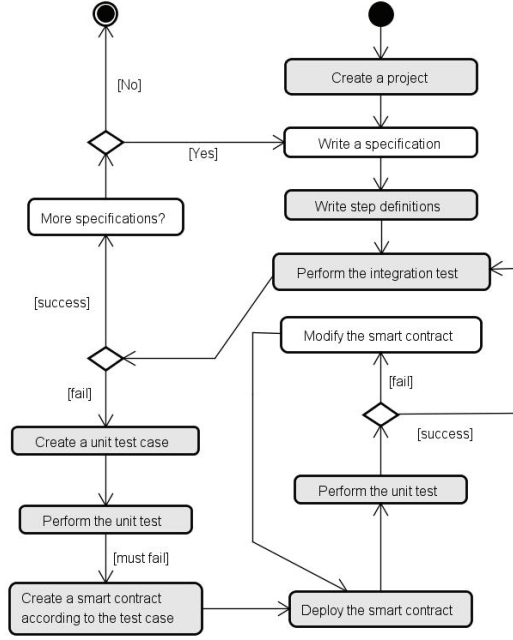 Create a project
[No]
Write a specification
[Yes]
More specifications?
Write step definitions
Perform the integration test
[success]
Modify the smart contract
[fail]
[fail]
[success]
Create a unit test case
Perform the unit test
Perform the unit test
[must fail]
Create a smart contract
according to the test case
Deploy the smart contract